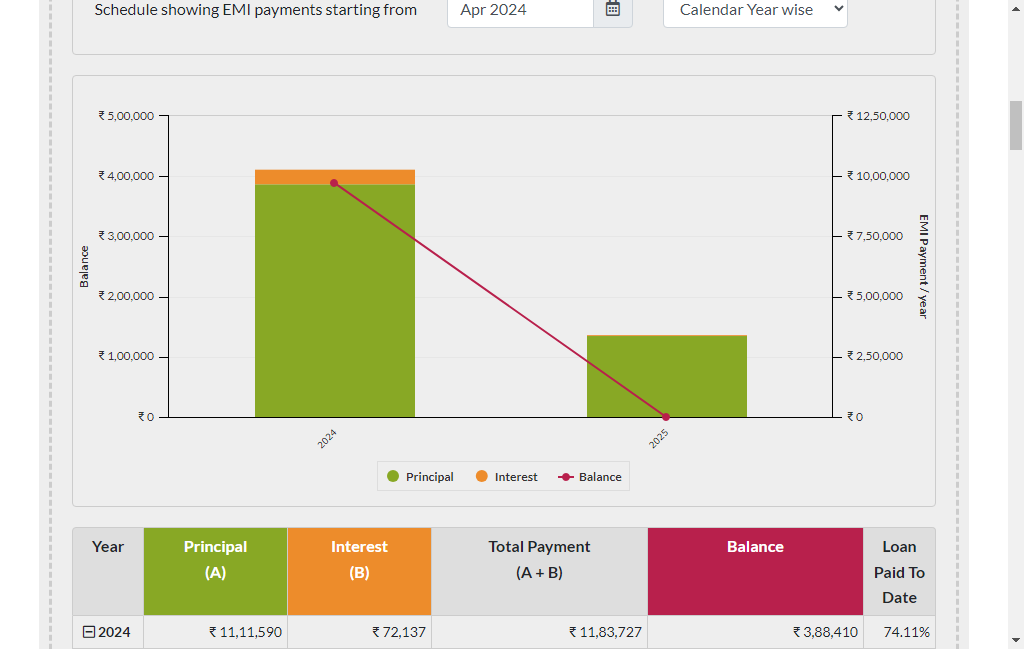 Schedule showing EMI payments starting from Apr 2024 Calendar Year wise
₹ 5,00,000 ₹ 12,50,000
₹ 4,00,000 ₹ 10,00,000
₹ 3,00,000 ₹ 7,50,000
₹ 2,00,000 ₹ 5,00,000
₹ 1,00,000 ₹ 2,50,000
₹ 0 ₹ 0
Balance
EMI Payment / year
2024 2025
Principal Interest Balance
Year Principal Interest Total Payment Balance Loan
(A) (B) (A + B) Paid To
Date
2024 ₹ 11,11,590 ₹ 72,137 ₹ 11,83,727 ₹ 3,88,410 74.11%